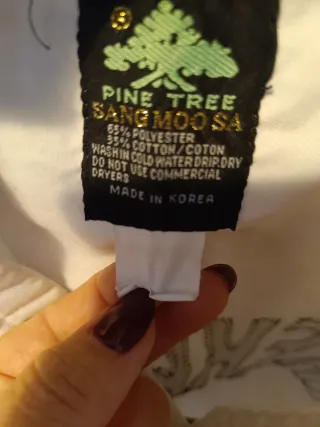 PINE TREE
SANG MOO SA
65% POLYESTER
35% COTTON/COTON
WASH IN COLD WATER DRIP. DRY
DO NOT USE COMMERCIAL
DRYERS
MADE IN KOREA